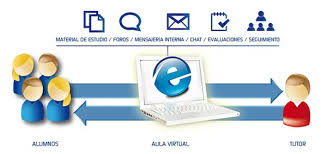 MATERIAL DE ESTUDIO / FOROS / MENSAJERIA INTERNA / CHAT / EVALUACIONES / SEGUIMIENTO
ALUMNOS
AULA VIRTUAL
TUTOR